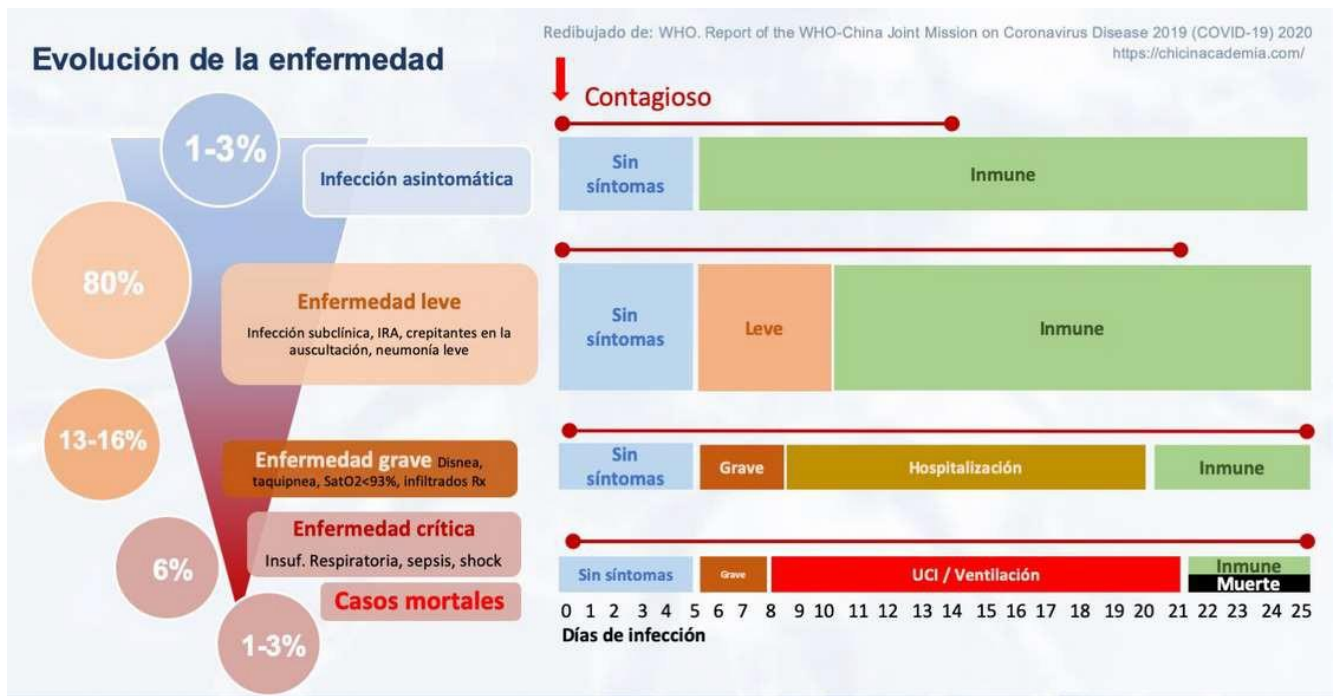 Evolución de la enfermedad
Redibujado de: WHO. Report of the WHO-China Joint Mission on Coronavirus Disease 2019 (COVID-19) 2020
https://chicinacademia.com/
1-3%
Infección asintomática
80%
Enfermedad leve
Infección subclínica, IRA, crepitantes en la
auscultación, neumonía leve
13-16%
Enfermedad grave Disnea,
taquipnea, SatO2<93%, infiltrados Rx
6%
Enfermedad crítica
Insuf. Respiratoria, sepsis, shock
Casos mortales
1-3%
Contagioso
Sin
síntomas
Inmune
Sin
síntomas
Leve
Inmune
Sin
síntomas
Grave
Hospitalización
Inmune
Sin síntomas
Grave
UCI / Ventilación
Inmune
Muerte
0 1 2 3 4 5 6 7 8 9 10 11 12 13 14 15 16 17 18 19 20 21 22 23 24 25
Días de infección